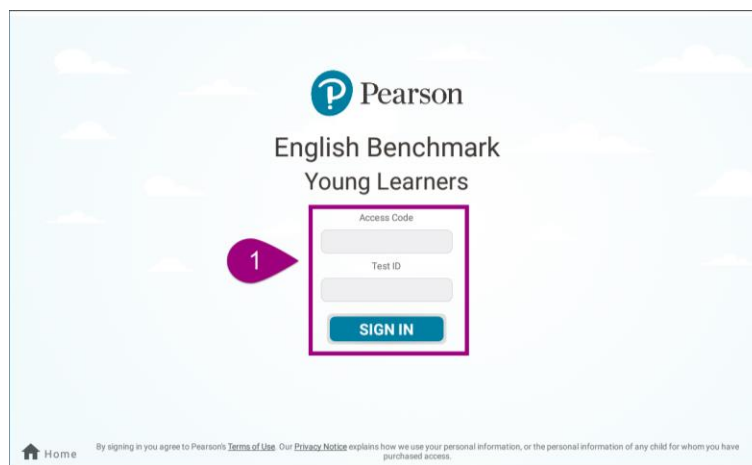 Pearson
English Benchmark
Young Learners
Access Code
1
Test ID
SIGN IN
Home
By signing in you agree to Pearson's Terms of Use. Our Privacy Notice explains how we use your personal information, or the personal information of any child for whom you have
purchased access.